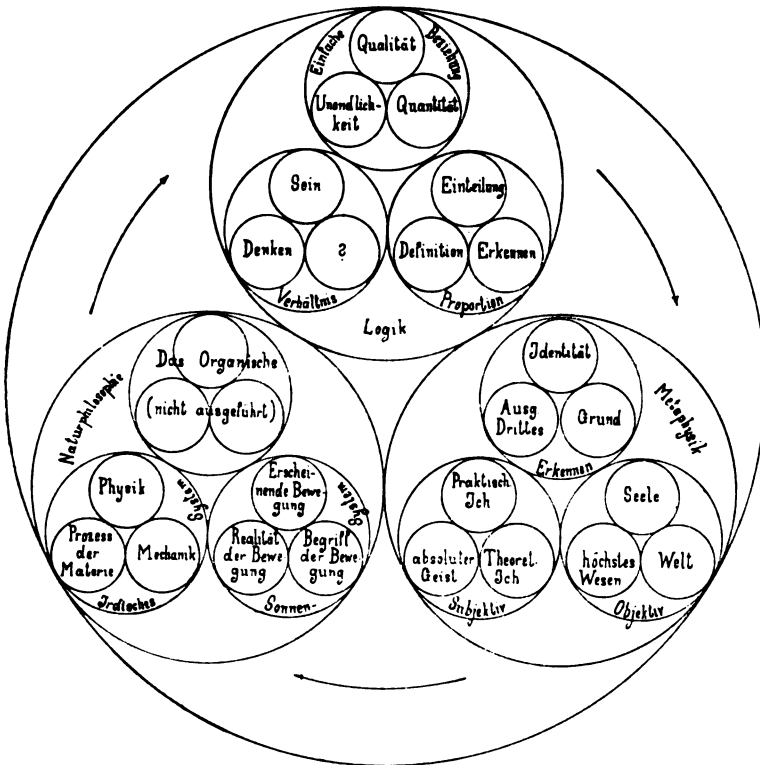 Einfache
Qualität
Beziehung
Unendlich-
keit
Quantität
Sein
Denken
?
Verhältnis
Einteilung
Definition
Erkennen
Proportion
Logik
Naturphilosophie
Das Organische
(nicht ausgeführt)
Physik
Prozess
der
Materie
Mechanik
Irdisches
System
Erschei-
nende Bewe-
gung
Realität
der Bewe
gung
Begriff
der Bewe-
gung
Sonnen-
System
Metaphysik
Identität
Ausg
Drittes
Grund
Erkennen
Praktisch
Ich
absoluter
Geist
Theoret.
Ich
Subjektiv
Seele
höchstes
Wesen
Welt
Objektiv